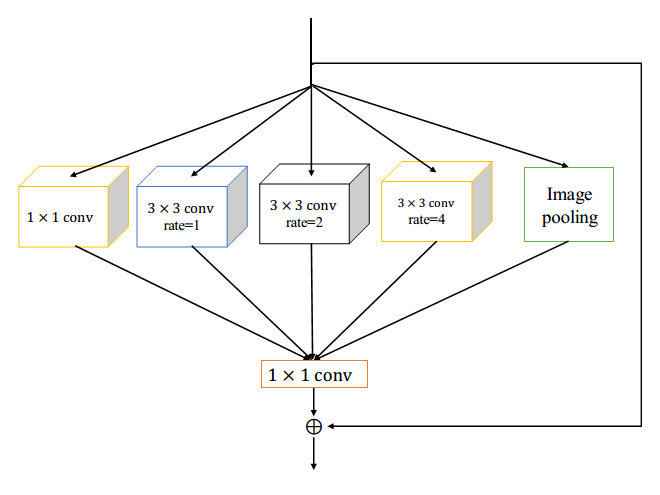 1 × 1 conv
3 × 3 conv
rate=1
3 × 3 conv
rate=2
3 × 3 conv
rate=4
Image
pooling
1 × 1 conv